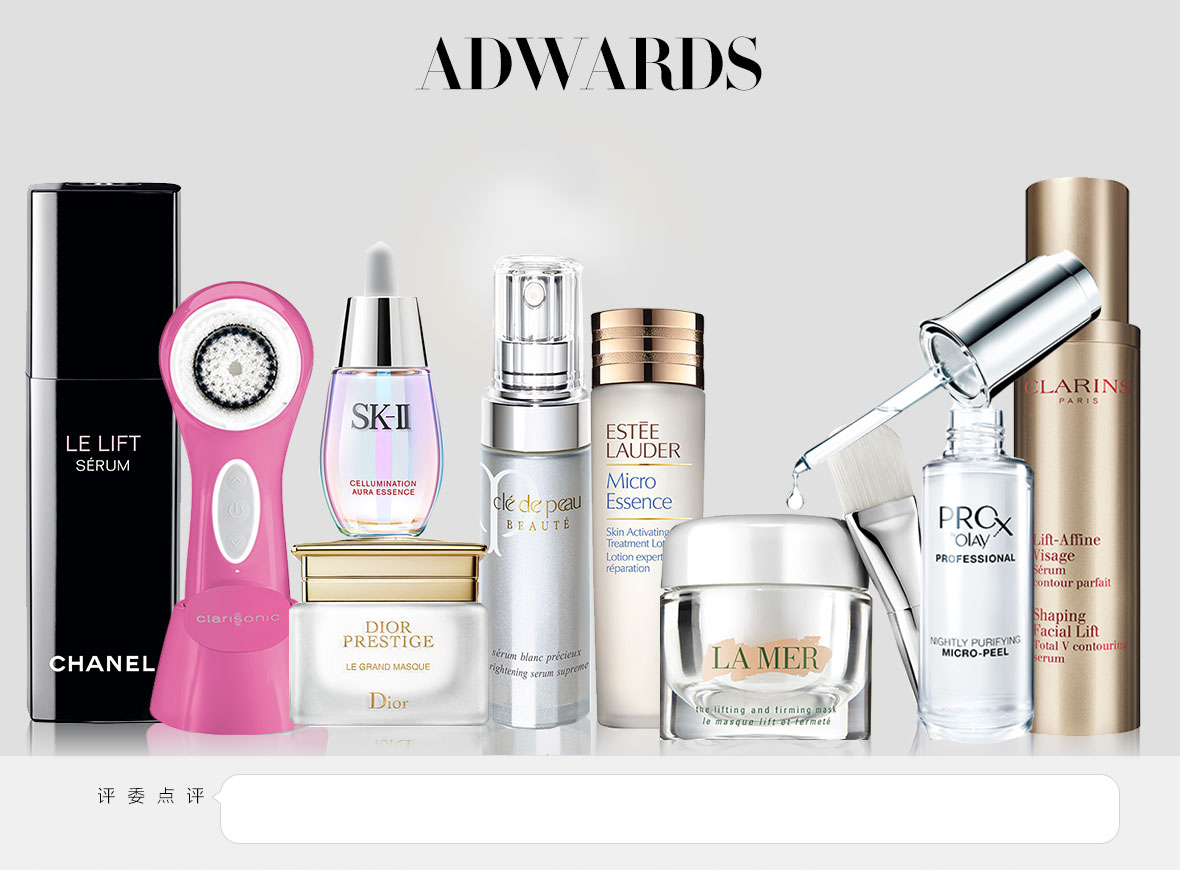 ADWARDS
LE LIFT
SÉRUM
CHANEL
clarisonic
SK-II
CELLUMINATION
AURA ESSENCE
DIOR
PRESTIGE
LE GRAND MASQUE
Dior
clé de peau
BEAUTÉ
sérum blanc précieux
rightening serum supreme
ESTĒE
LAUDER
Micro
Essence
Skin Activating
Treatment Lot
Lotion expert
réparation
LA MER
the lifting and firming mask
le masque lift et fermeté
PROX
by OLAY
PROFESSIONAL
NIGHTLY PURIFYING
MICRO-PEEL
CLARINS
PARIS
Lift-Affine
Visage
Sérum
contour parfait
Shaping
Facial Lift
Total V contouring
serum
评委点评